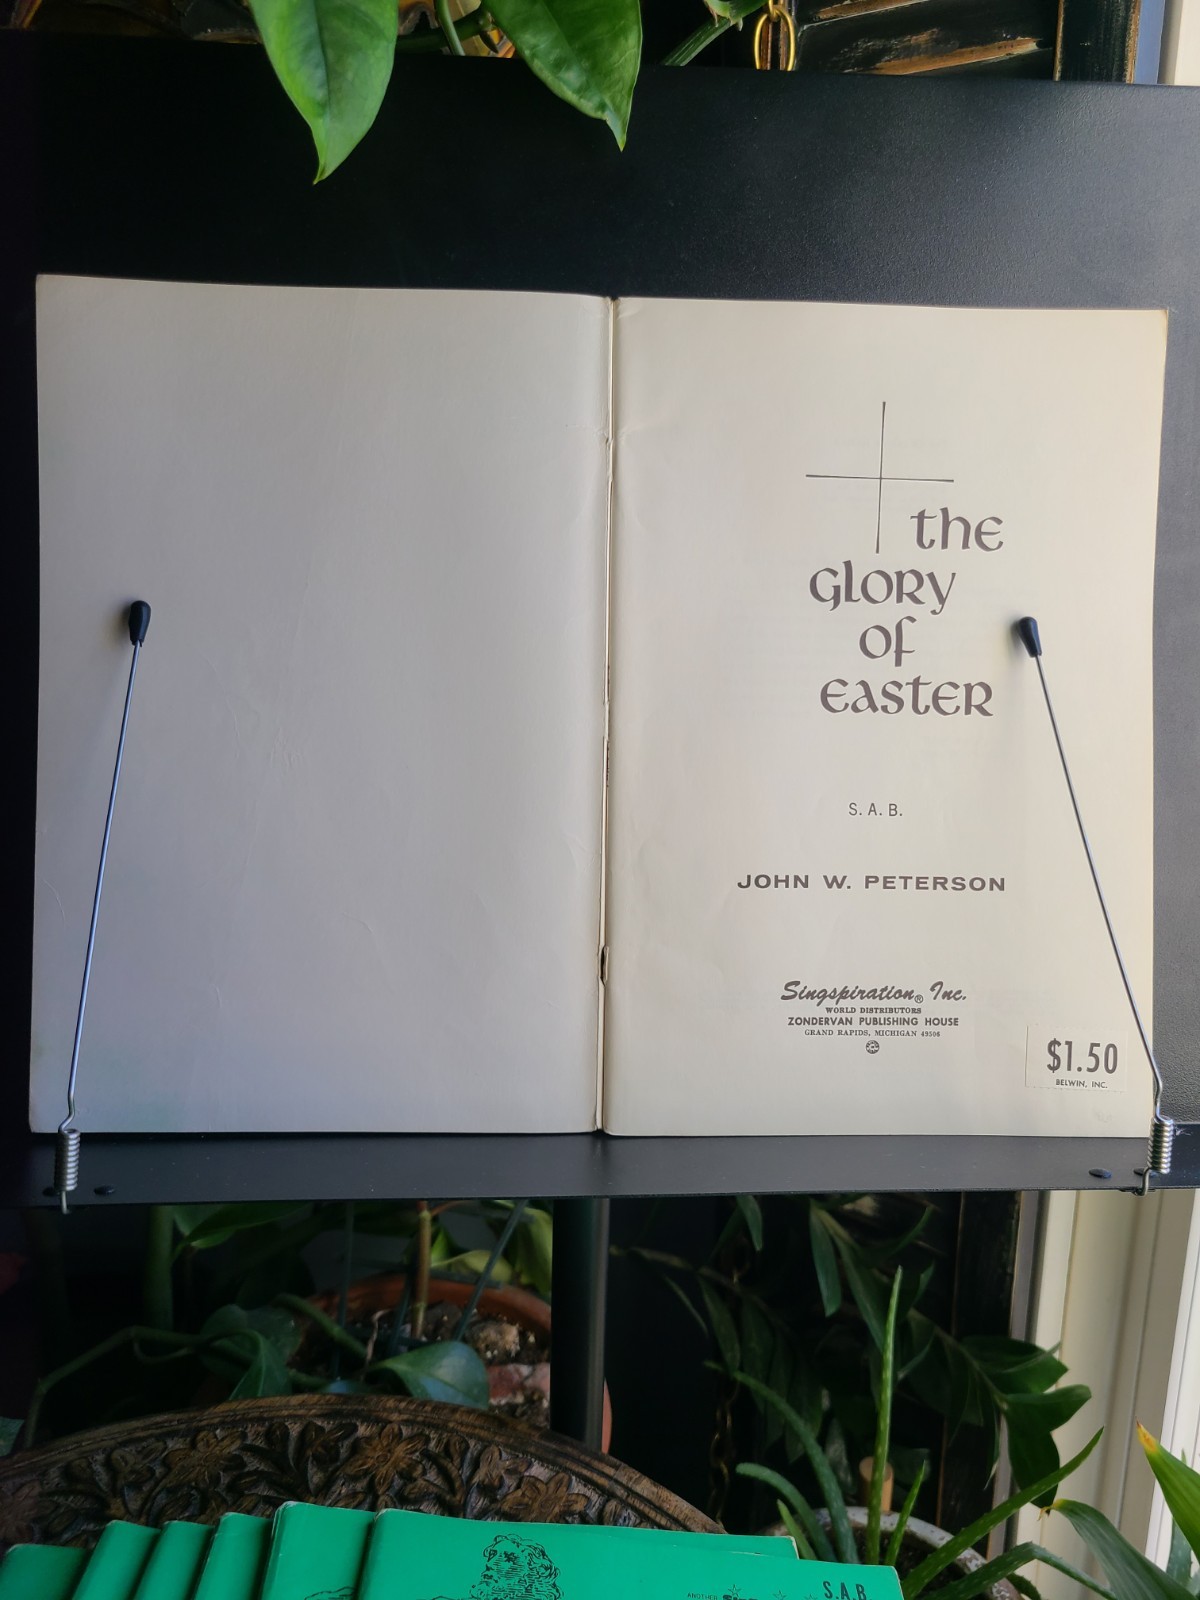 the
Glory
of
Easter
S. A. B.
JOHN W. PETERSON
Singspiration® Inc.
WORLD DISTRIBUTORS
ZONDERVAN PUBLISHING HOUSE
GRAND RAPIDS, MICHIGAN 49506
$1.50
BELWIN, INC.
ANOTHER
S.A.B.